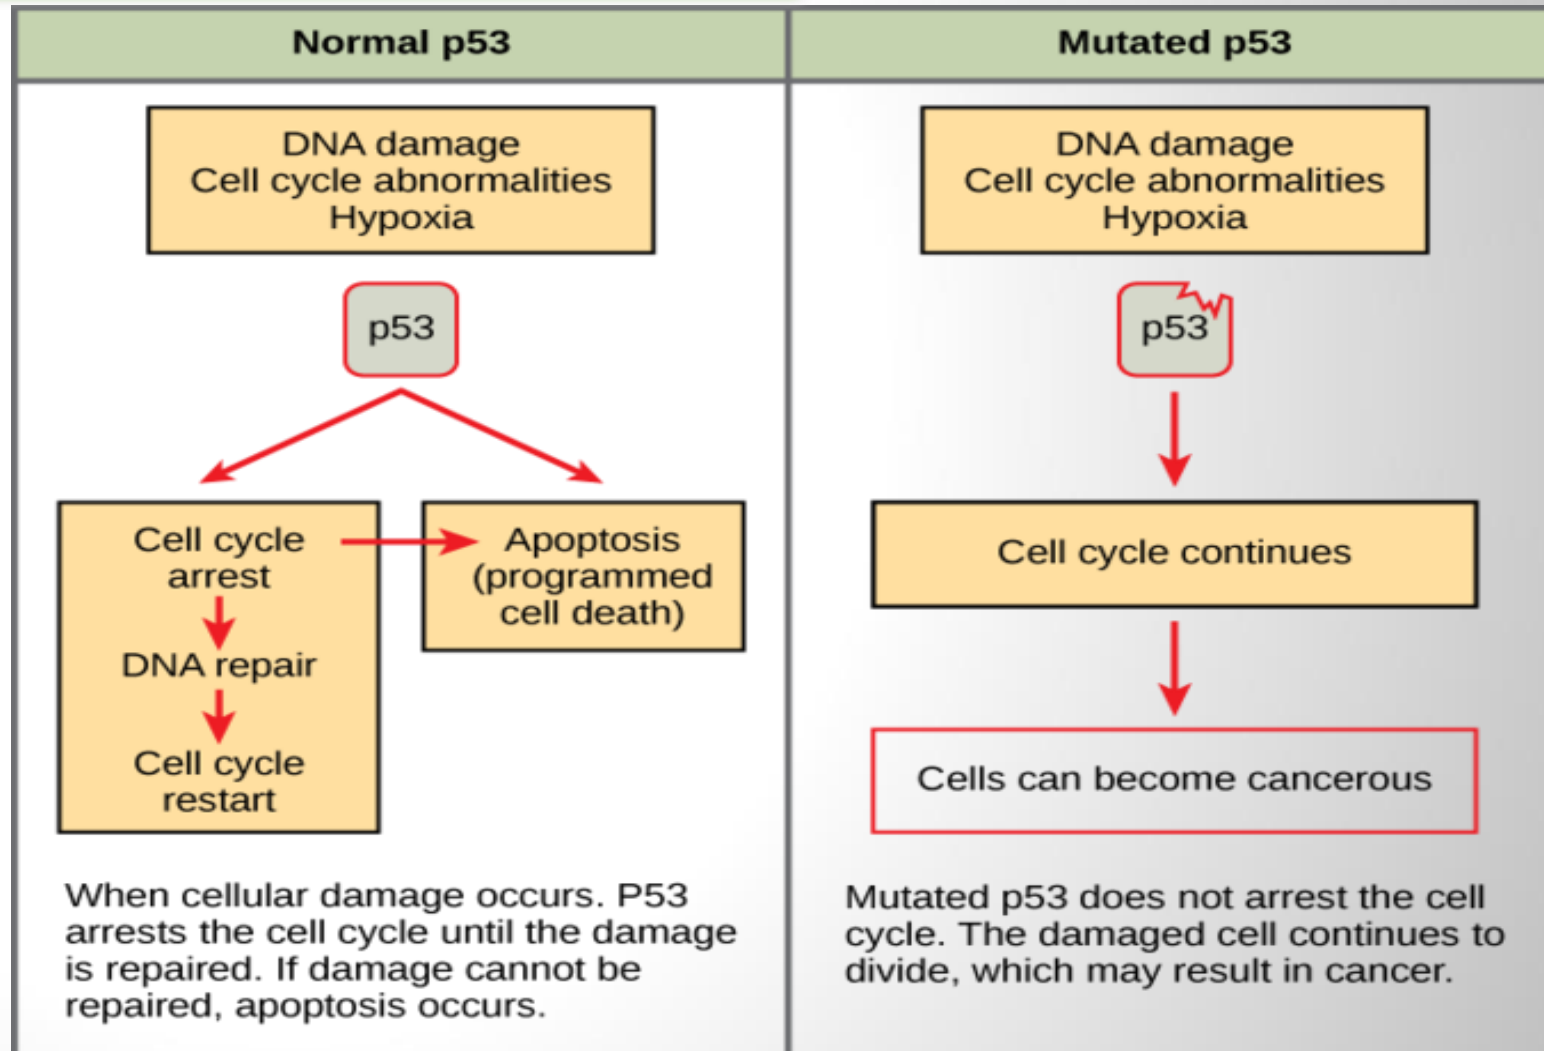 Normal p53
DNA damage
Cell cycle abnormalities
Hypoxia
p53
Cell cycle
arrest
DNA repair
Cell cycle
restart
Apoptosis
(programmed
cell death)
When cellular damage occurs. P53
arrests the cell cycle until the damage
is repaired. If damage cannot be
repaired, apoptosis occurs.
Mutated p53
DNA damage
Cell cycle abnormalities
Hypoxia
p53
Cell cycle continues
Cells can become cancerous
Mutated p53 does not arrest the cell
cycle. The damaged cell continues to
divide, which may result in cancer.